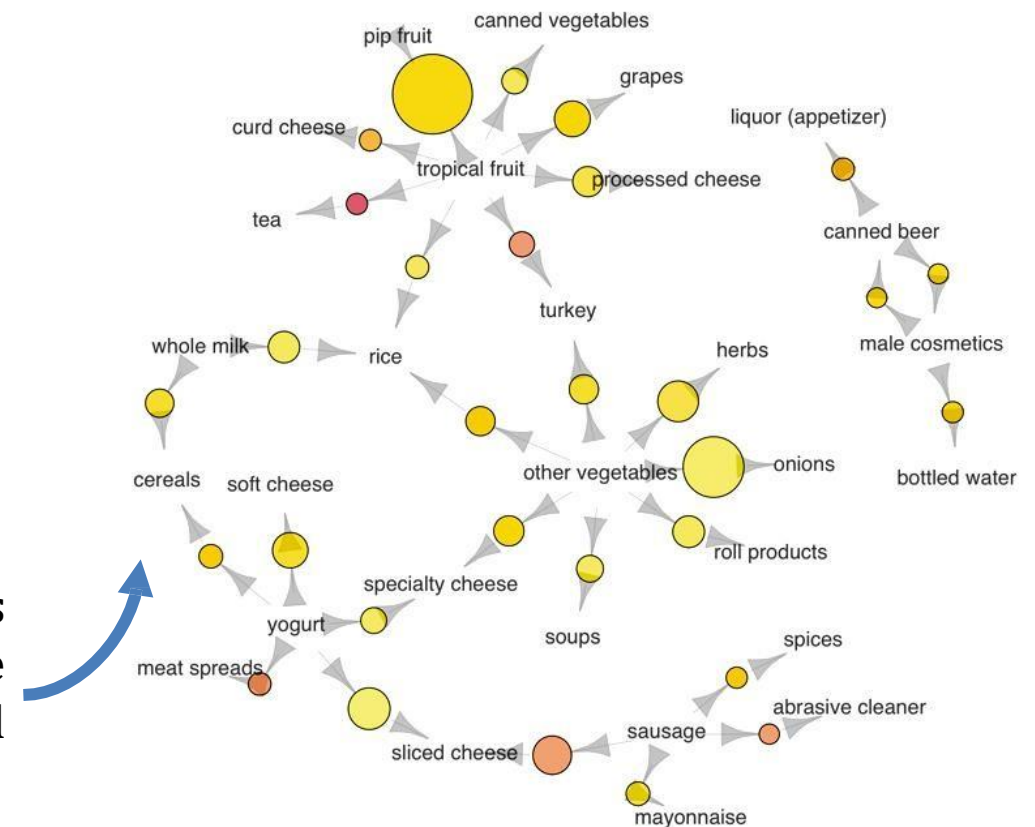 canned vegetables
pip fruit
grapes
liquor (appetizer)
curd cheese
tropical fruit
processed cheese
tea
canned beer
turkey
whole milk
rice
herbs
male cosmetics
other vegetables
onions
cereals
soft cheese
bottled water
roll products
specialty cheese
yogurt
soups
meat spreads
spices
abrasive cleaner
sausage
sliced cheese
mayonnaise